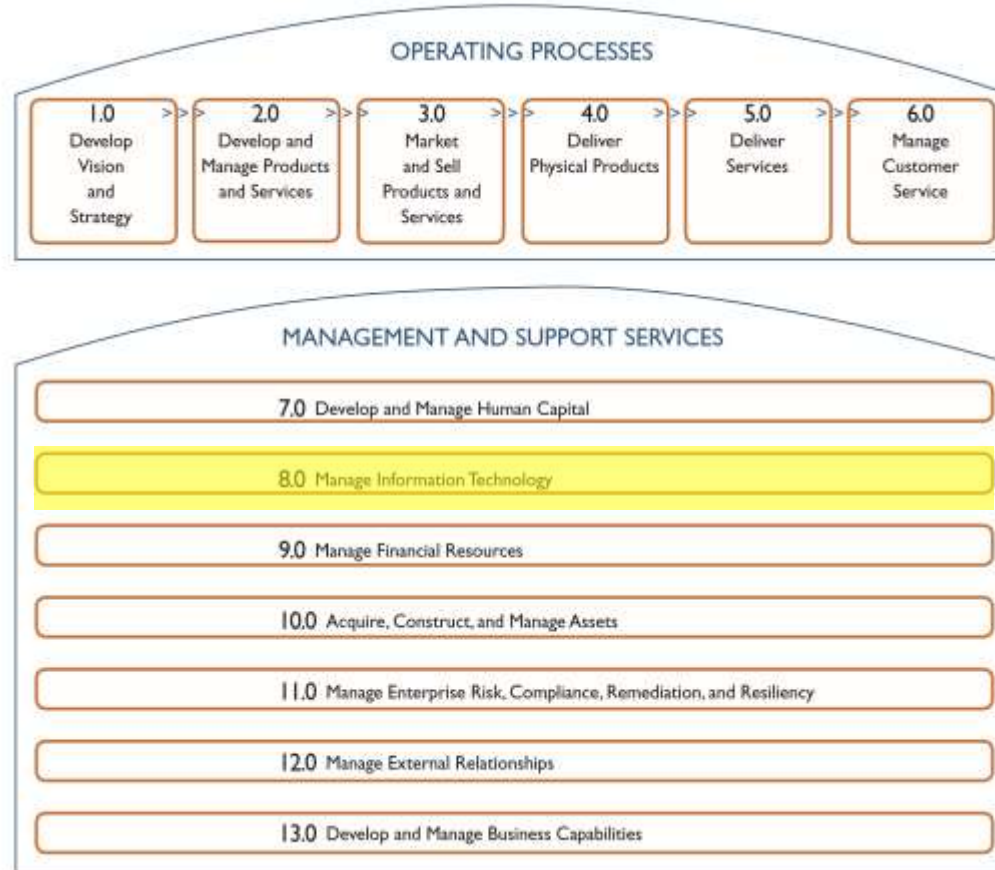 OPERATING PROCESSES
1.0 >>> 2.0 >>> 3.0 >>> 4.0 >>> 5.0 >>> 6.0
Develop
Vision
and
Strategy
Develop and
Manage Products
and Services
Market
and Sell
Products and
Services
Deliver
Physical Products
Deliver
Services
Manage
Customer
Service
MANAGEMENT AND SUPPORT SERVICES
7.0 Develop and Manage Human Capital
8.0 Manage Information Technology
9.0 Manage Financial Resources
10.0 Acquire, Construct, and Manage Assets
11.0 Manage Enterprise Risk, Compliance, Remediation, and Resiliency
12.0 Manage External Relationships
13.0 Develop and Manage Business Capabilities